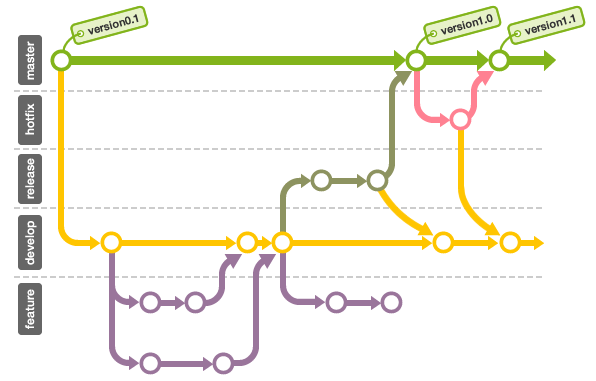 version0.1
version1.0
version1.1
master
hotfix
release
develop
feature